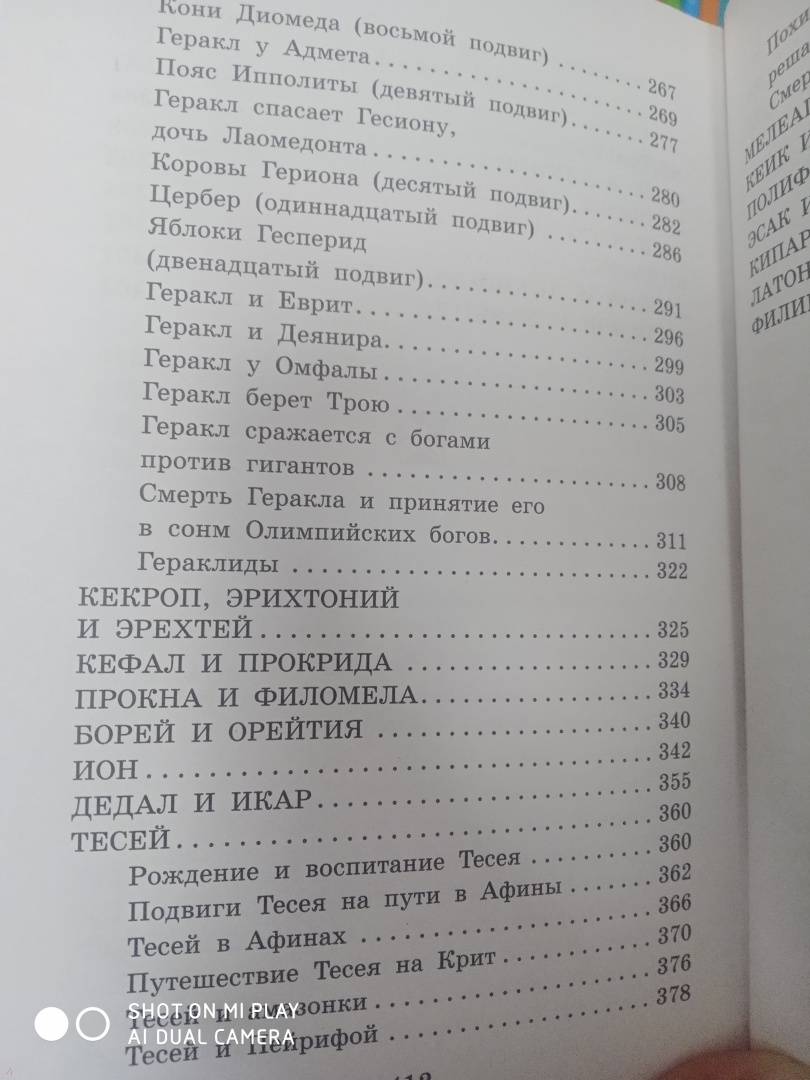 Кони Диомеда (восьмой подвиг) ........ 267
Геракл у Адмета.......................... 269
Пояс Ипполиты (девятый подвиг)....... 277
Геракл спасает Гесиону,
дочь Лаомедонта ........................ 280
Коровы Гериона (десятый подвиг)....... 282
Цербер (одиннадцатый подвиг) ......... 286
Яблоки Гесперид
(двенадцатый подвиг).................... 291
Геракл и Еврит........................... 296
Геракл и Деянира........................ 299
Геракл у Омфалы ........................ 303
Геракл берет Трою ...................... 305
Геракл сражается с богами
против гигантов ........................ 308
Смерть Геракла и принятие его
в сонм Олимпийских богов............. 311
Гераклиды .............................. 322
КЕКРОП, ЭРИХТОНИЙ
И ЭРЕХТЕЙ............................... 325
КЕФАЛ И ПРОКРИДА ................... 329
ПРОКНА И ФИЛОМЕЛА.................. 334
БОРЕЙ И ОРЕЙТИЯ ..................... 340
ИОН....................................... 342
ДЕДАЛ И ИКАР.......................... 355
ТЕСЕЙ.................................... 360
Рождение и воспитание Тесея .......... 360
Подвиги Тесея на пути в Афины ....... 362
Тесей в Афинах ......................... 366
Путешествие Тесея на Крит............. 370
Тесей и амазонки ....................... 376
Тесей и Пейрифой ...................... 378
МЕЛЕАГ
КЕИК И
ПОЛИФ
ЭСАК И
КИПАР
ЛАТОН
ФИЛИ
SHOT ON MI PLAY
AI DUAL CAMERA